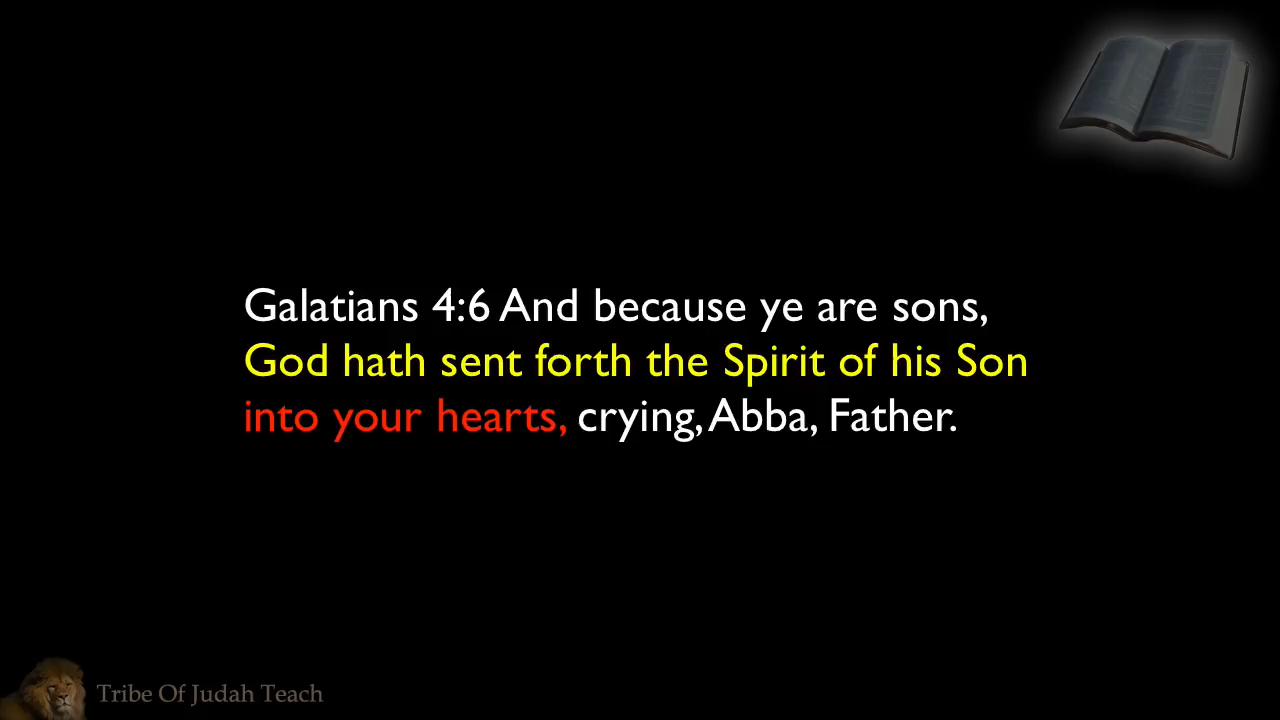 Galatians 4:6 And because ye are sons,
God hath sent forth the Spirit of his Son
into your hearts, crying, Abba, Father.
Tribe Of Judah Teach